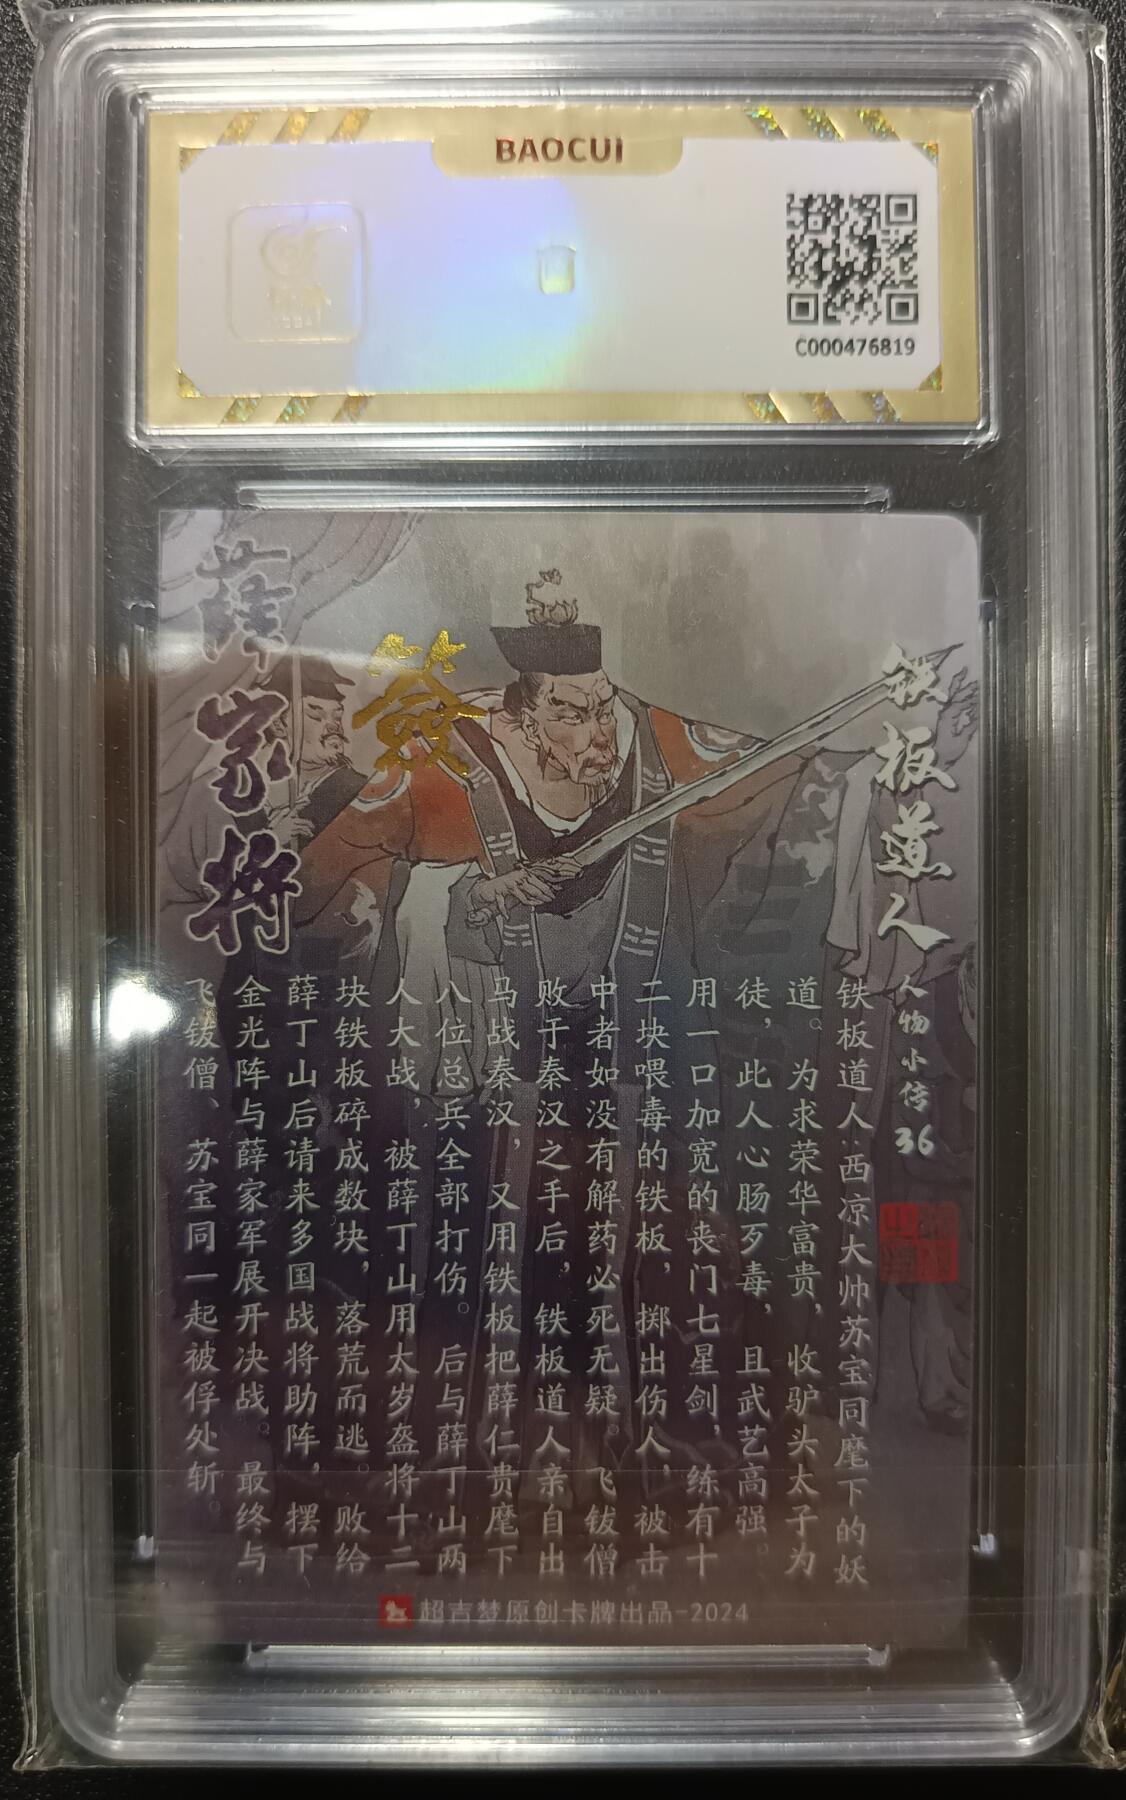 BAOCUI
C000476819
薛家将
签
铁板道人
人物小传36
铁板道人:西凉大帅苏宝同麾下的妖
道。为求荣华富贵,收驴头太子为
徒,此人心肠歹毒,且武艺高强。
用一口加宽的丧门七星剑,练有十
二块喂毒的铁板,掷出伤人,被击
中者如没有解药必死无疑。飞钹僧
败于秦汉之手后,铁板道人亲自出
马战秦汉,又用铁板把薛仁贵麾下
八位总兵全部打伤。后与薛丁山两
人大战,被薛丁山用太岁盔将十二
块铁板碎成数块,落荒而逃。败给
薛丁山后请来多国战将助阵,摆下
金光阵与薛家军展开决战。最终与
飞钹僧、苏宝同一起被俘处斩。
超吉梦原创卡牌出品-2024